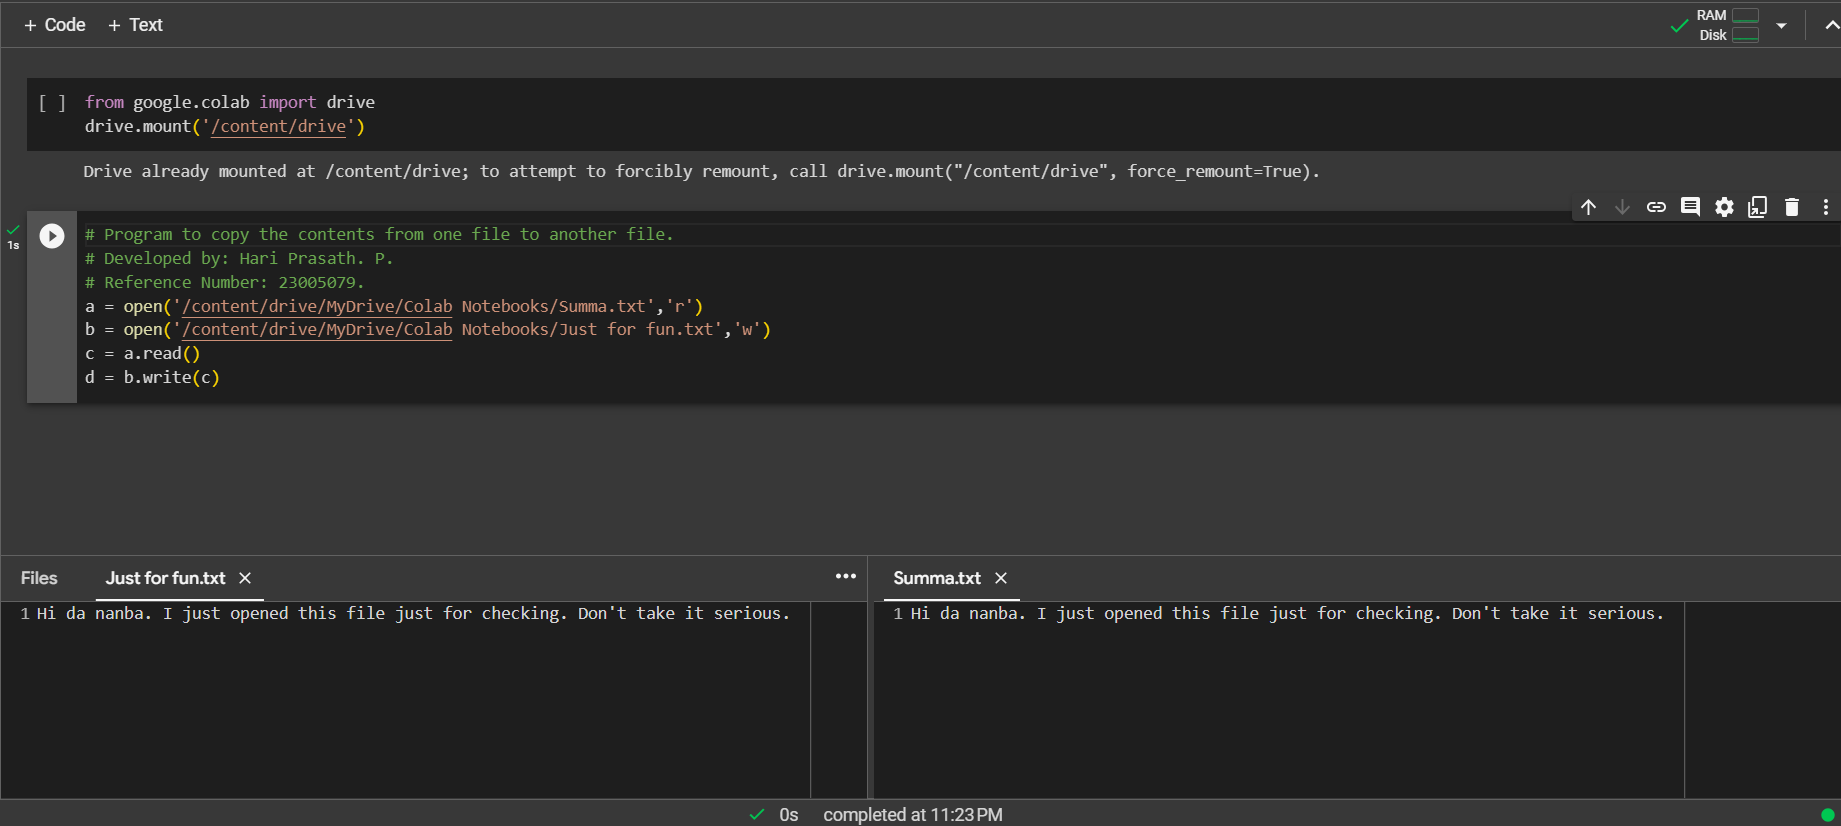 + Code + Text
RAM
Disk
[ ] from google.colab import drive
drive.mount('/content/drive')
Drive already mounted at /content/drive; to attempt to forcibly remount, call drive.mount("/content/drive", force_remount=True).
1s
# Program to copy the contents from one file to another file.
# Developed by: Hari Prasath. P.
# Reference Number: 23005079.
a = open('/content/drive/MyDrive/Colab Notebooks/Summa.txt','r')
b = open('/content/drive/MyDrive/Colab Notebooks/Just for fun.txt','w')
c = a.read()
d = b.write(c)
Files Just for fun.txt
1 Hi da nanba. I just opened this file just for checking. Don't take it serious.
Summa.txt
1 Hi da nanba. I just opened this file just for checking. Don't take it serious.
0s completed at 11:23 PM